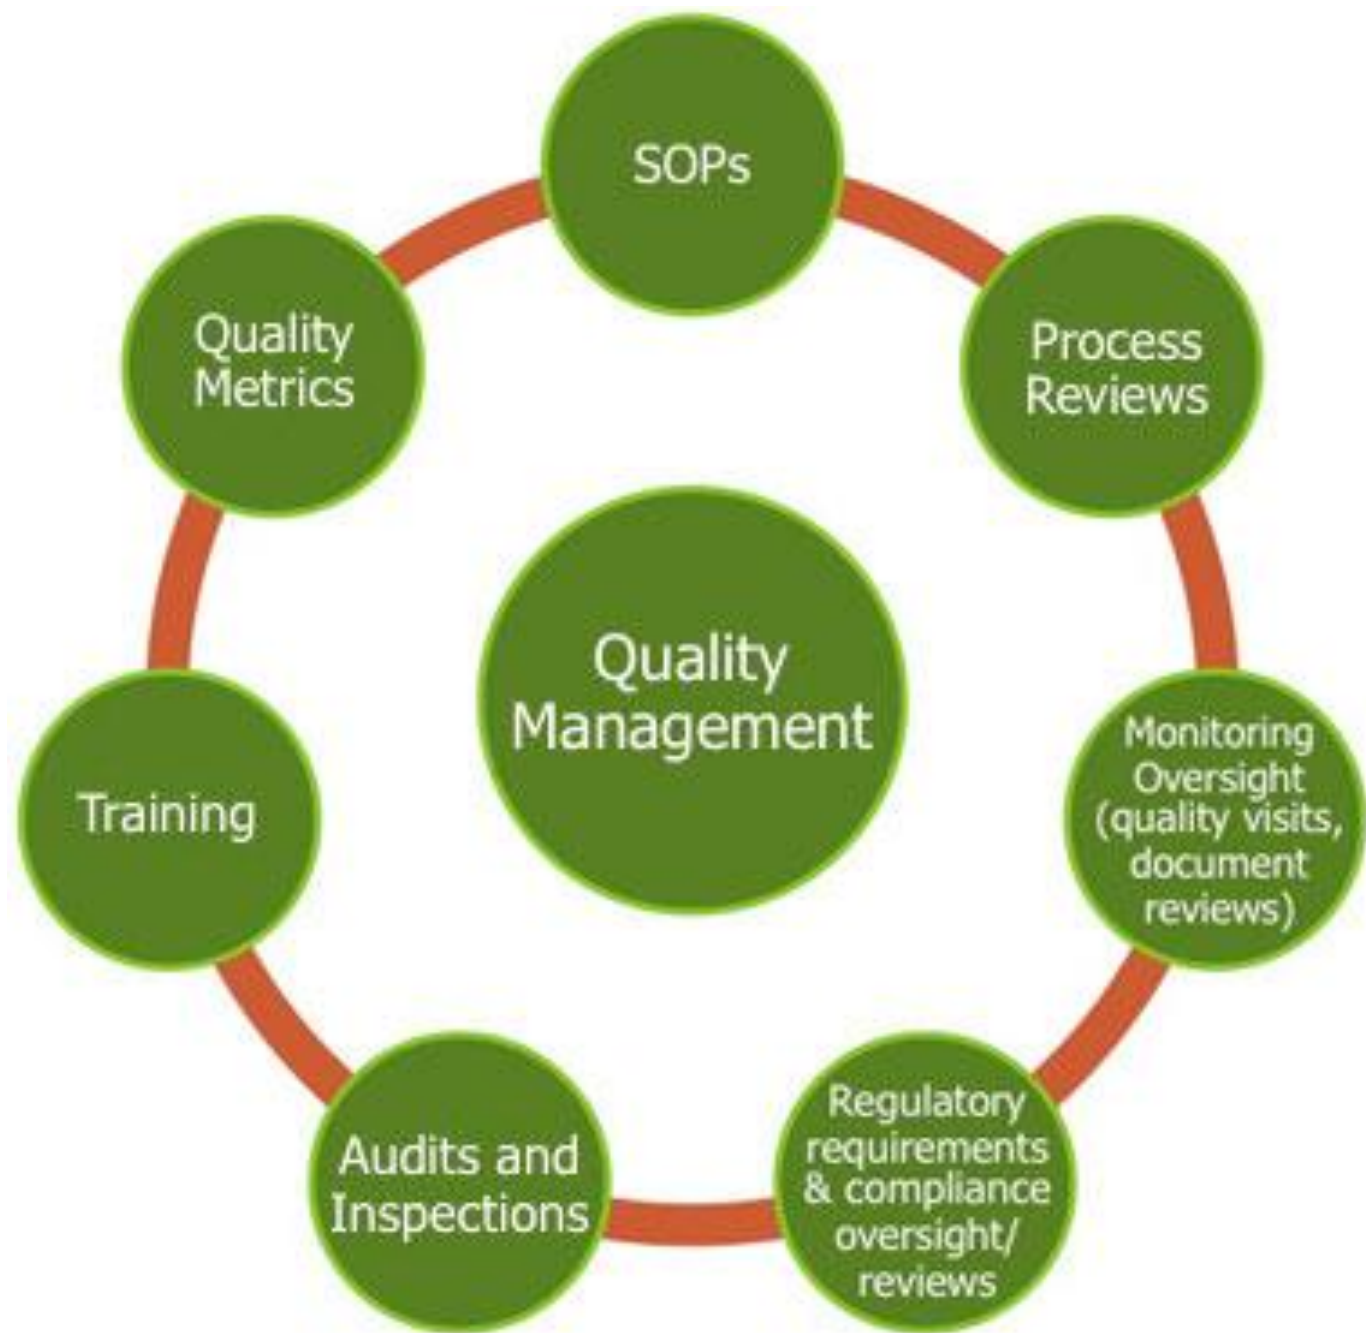 SOPs
Process
Reviews
Monitoring
Oversight
(quality visits,
document
reviews)
Regulatory
requirements
& compliance
oversight/
reviews
Audits and
Inspections
Training
Quality
Metrics
Quality
Management